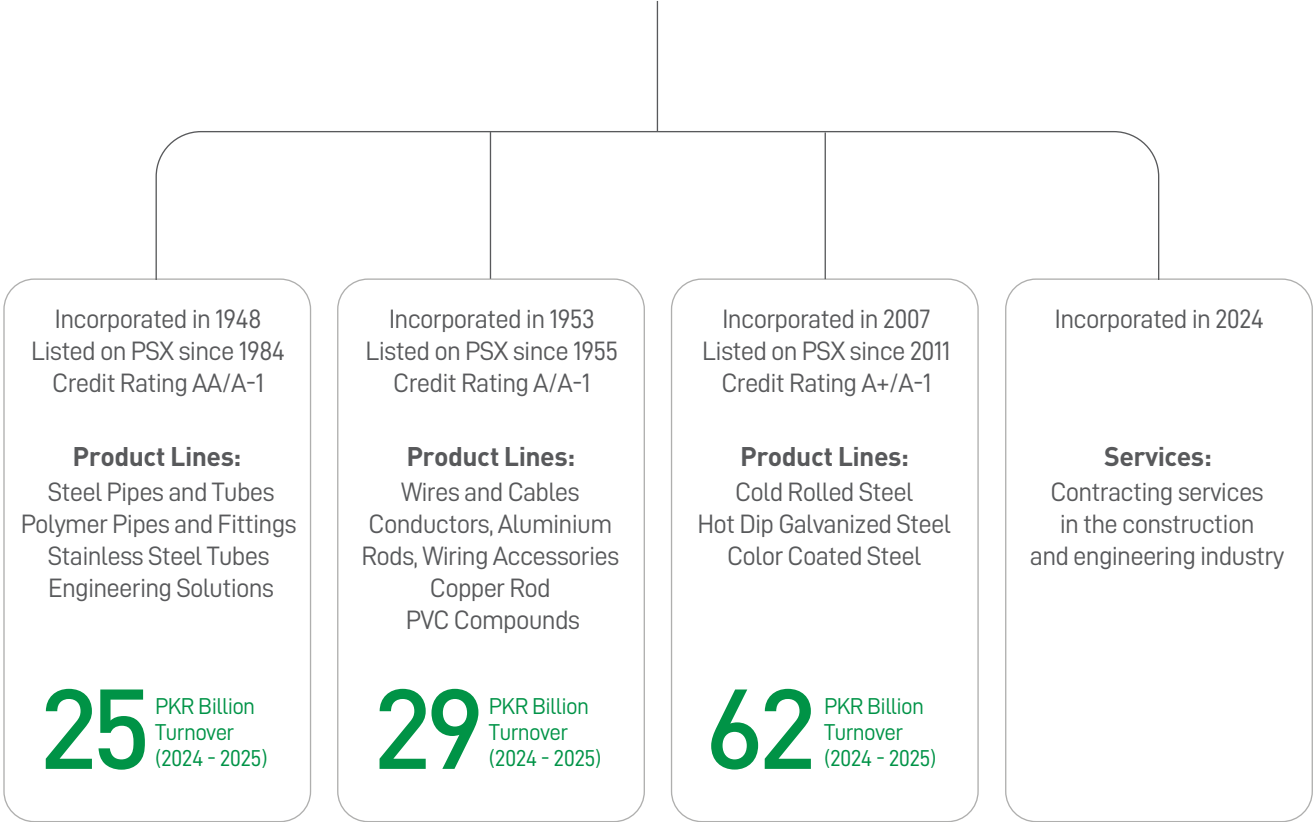 Incorporated in 1948
Listed on PSX since 1984
Credit Rating AA/A-1
Product Lines:
Steel Pipes and Tubes
Polymer Pipes and Fittings
Stainless Steel Tubes
Engineering Solutions
25
PKR Billion
Turnover
(2024 - 2025)
Incorporated in 1953
Listed on PSX since 1955
Credit Rating A/A-1
Product Lines:
Wires and Cables
Conductors, Aluminium
Rods, Wiring Accessories
Copper Rod
PVC Compounds
29
PKR Billion
Turnover
(2024 - 2025)
Incorporated in 2007
Listed on PSX since 2011
Credit Rating A+/A-1
Product Lines:
Cold Rolled Steel
Hot Dip Galvanized Steel
Color Coated Steel
62
PKR Billion
Turnover
(2024 - 2025)
Incorporated in 2024
Services:
Contracting services
in the construction
and engineering industry